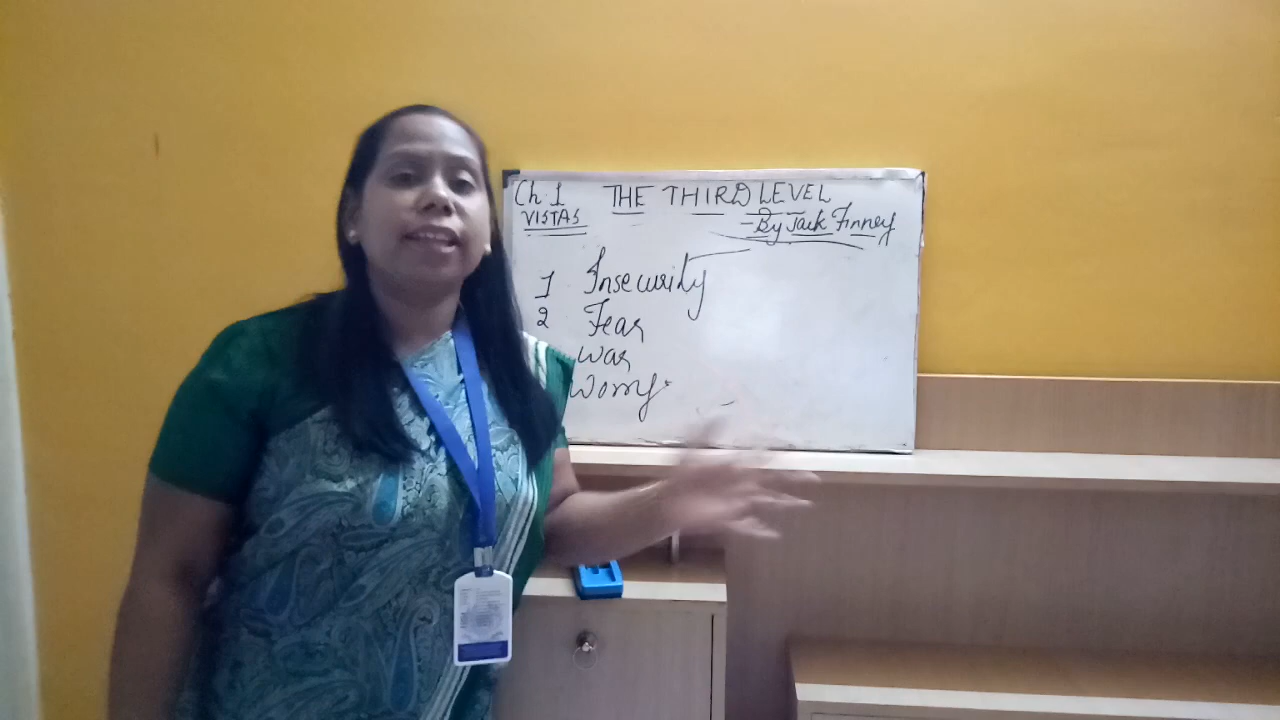 Ch. 1 THE THIRD LEVEL
VISTAS
- By Jack Finney
1 Insecurity
2 Fear
War
Worry